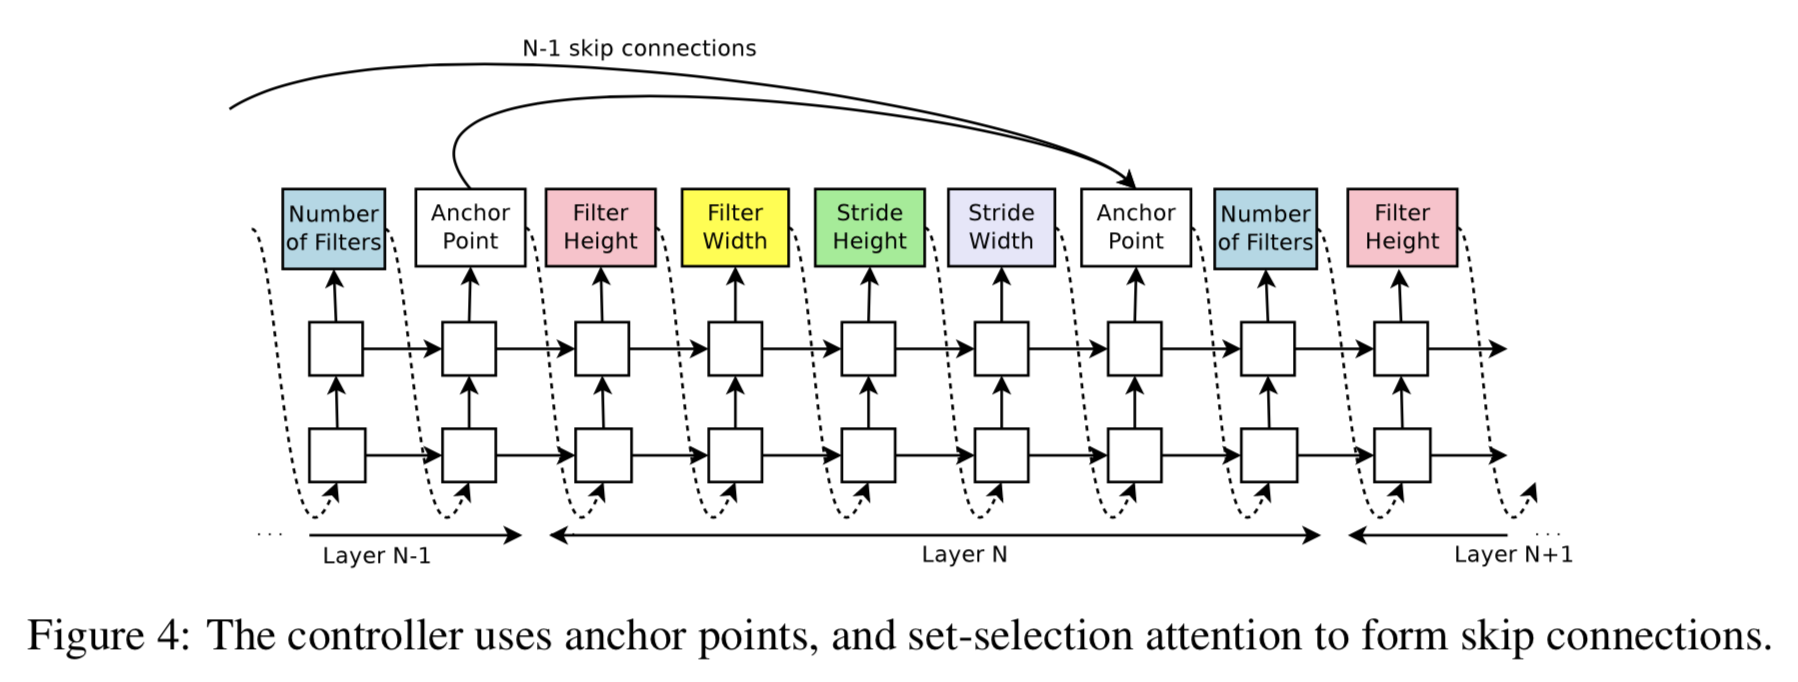 N-1 skip connections
Number
of Filters
Anchor
Point
Filter
Height
Filter
Width
Stride
Height
Stride
Width
Anchor
Point
Number
of Filters
Filter
Height
. . .
Layer N-1
Layer N
Layer N+1
. . .
Figure 4: The controller uses anchor points, and set-selection attention to form skip connections.